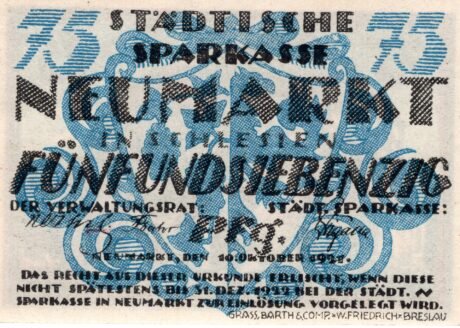 75 STÄDTISCHE 75
SPARKASSE
NEUMARKT
IN SCHLESIEN
FÜNFUNDSIEBENZIG
DER VERWALTUNGSRAT: STÄDT. SPARKASSE:
Pfg.
NEUMARKT, DEN 10. OKTOBER 1921.
DAS RECHT AUS DIESER URKUNDE ERLISCHT, WENN DIESE
NICHT SPÄTESTENS BIS 31. DEZ. 1922 BEI DER STÄDT.
SPARKASSE IN NEUMARKT ZUR EINLÖSUNG VORGELEGT WIRD.
GRASS, BARTH & COMP. W. FRIEDRICH BRESLAU